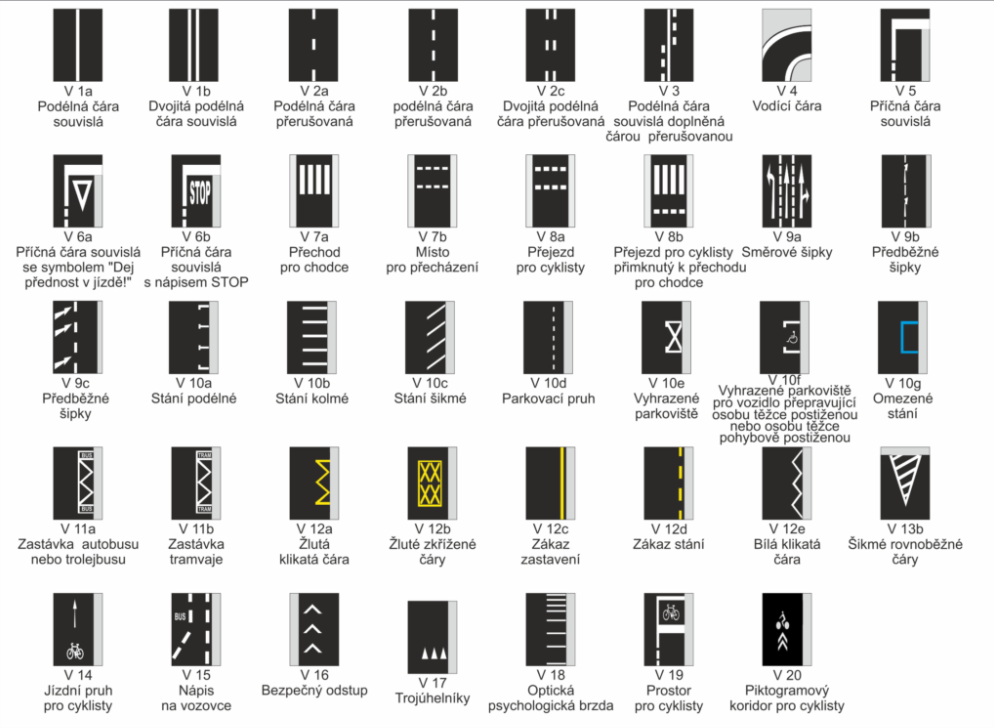 V 1a
Podélná čára
souvislá
V 1b
Dvojitá podélná
čára souvislá
V 2a
Podélná čára
přerušovaná
V 2b
podélná čára
přerušovaná
V 2c
Dvojitá podélná
čára přerušovaná
V 3
Podélná čára
souvislá doplněná
čárou přerušovanou
V 4
Vodící čára
V 5
Příčná čára
souvislá
V 6a
Příčná čára souvislá
se symbolem "Dej
přednost v jízdě!"
STOP
V 6b
Příčná čára
souvislá
s nápisem STOP
V 7a
Přechod
pro chodce
V 7b
Místo
pro přecházení
V 8a
Přejezd
pro cyklisty
V 8b
Přejezd pro cyklisty
přimknutý k přechodu
pro chodce
V 9a
Směrové šipky
V 9b
Předběžné
šipky
V 9c
Předběžné
šipky
V 10a
Stání podélné
V 10b
Stání kolmé
V 10c
Stání šikmé
V 10d
Parkovací pruh
V 10e
Vyhrazené
parkoviště
V 10f
Vyhrazené parkoviště
pro vozidlo přepravující
osobu těžce postiženou
nebo osobu těžce
pohybově postiženou
V 10g
Omezené
stání
BUS
BUS
V 11a
Zastávka autobusu
nebo trolejbusu
TRAM
TRAM
V 11b
Zastávka
tramvaje
V 12a
Žlutá
klikatá čára
V 12b
Žluté zkřížené
čáry
V 12c
Zákaz
zastavení
V 12d
Zákaz stání
V 12e
Bílá klikatá
čára
V 13b
Šikmé rovnoběžné
čáry
V 14
Jízdní pruh
pro cyklisty
BUS
V 15
Nápis
na vozovce
V 16
Bezpečný odstup
V 17
Trojúhelníky
V 18
Optická
psychologická brzda
V 19
Prostor
pro cyklisty
V 20
Piktogramový
koridor pro cyklisty